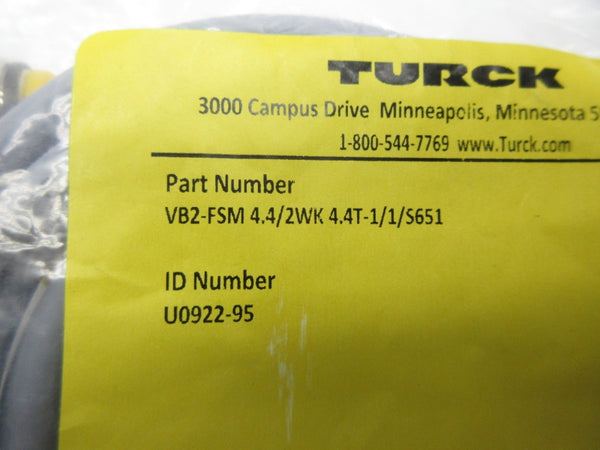 TURCK
3000 Campus Drive Minneapolis, Minnesota 5
1-800-544-7769 www.Turck.com
Part Number
VB2-FSM 4.4/2WK 4.4T-1/1/S651
ID Number
U0922-95